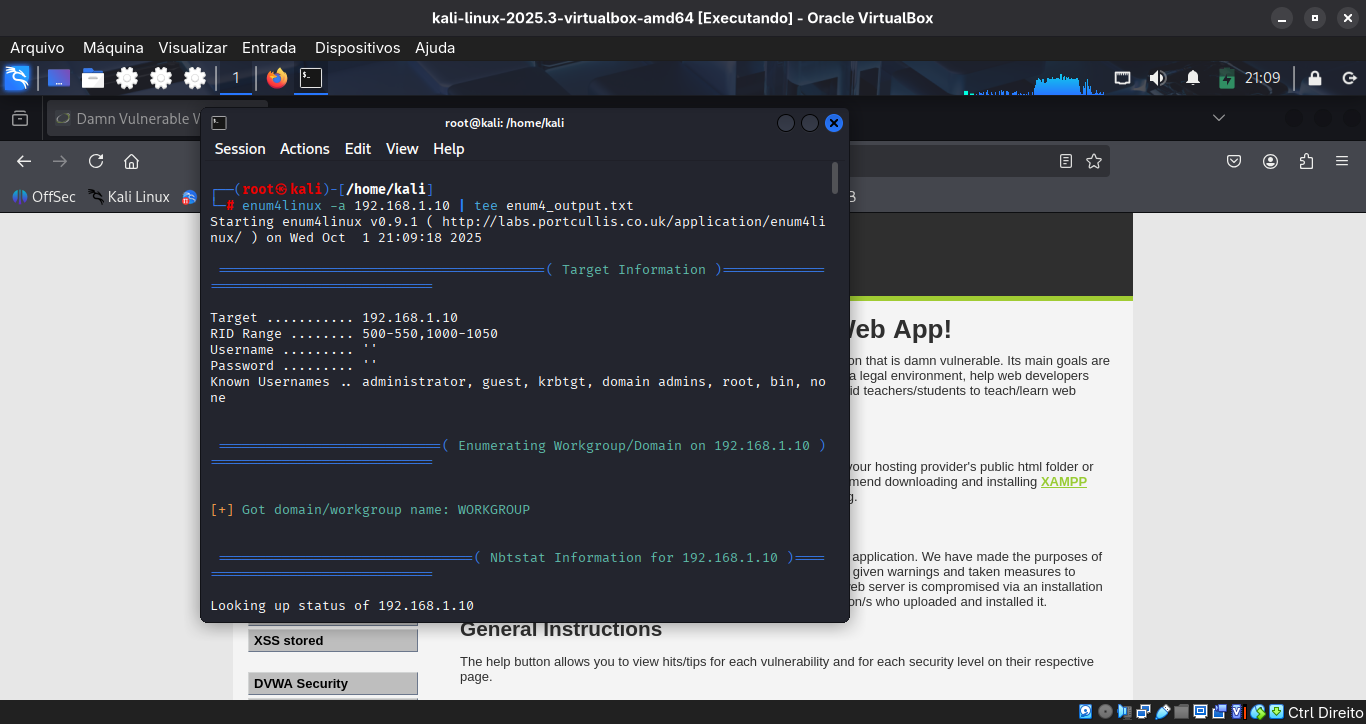 kali-linux-2025.3-virtualbox-amd64 [Executando] - Oracle VirtualBox
Arquivo Máquina Visualizar Entrada Dispositivos Ajuda
1 21:09
Damn Vulnerable W
root@kali: /home/kali
Session Actions Edit View Help
OffSec Kali Linux B
┌──(root㉿kali)-[/home/kali]
└─# enum4linux -a 192.168.1.10 | tee enum4_output.txt
Starting enum4linux v0.9.1 ( http://labs.portcullis.co.uk/application/enum4li
nux/ ) on Wed Oct  1 21:09:18 2025
( Target Information )
Target ........... 192.168.1.10
RID Range ........ 500-550,1000-1050
Username ......... ''
Password ......... ''
Known Usernames .. administrator, guest, krbtgt, domain admins, root, bin, no
ne
( Enumerating Workgroup/Domain on 192.168.1.10 )
[+] Got domain/workgroup name: WORKGROUP
( Nbtstat Information for 192.168.1.10 )
Looking up status of 192.168.1.10
Web App!
on that is damn vulnerable. Its main goals are
a legal environment, help web developers
id teachers/students to teach/learn web
your hosting provider's public html folder or
mend downloading and installing XAMPP
g.
application. We have made the purposes of
given warnings and taken measures to
web server is compromised via an installation
on/s who uploaded and installed it.
General Instructions
XSS stored
The help button allows you to view hits/tips for each vulnerability and for each security level on their respective
page.
DVWA Security
Ctrl Direito